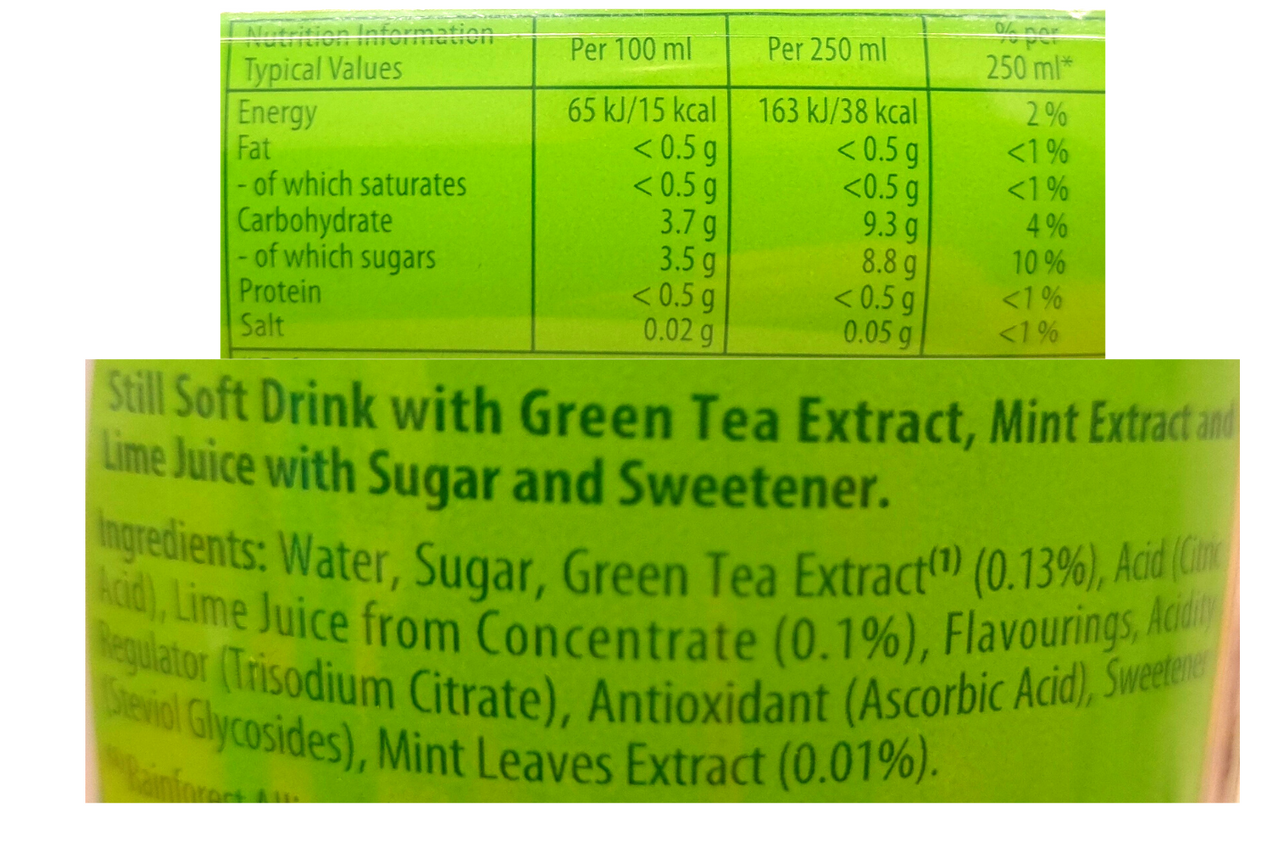 Nutrition Information
Typical Values Per 100 ml Per 250 ml % per 250 ml*
Energy 65 kJ/15 kcal 163 kJ/38 kcal 2 %
Fat < 0.5 g < 0.5 g <1 %
- of which saturates < 0.5 g <0.5 g <1 %
Carbohydrate 3.7 g 9.3 g 4 %
- of which sugars 3.5 g 8.8 g 10 %
Protein < 0.5 g < 0.5 g <1 %
Salt 0.02 g 0.05 g <1 %
Still Soft Drink with Green Tea Extract, Mint Extract and
Lime Juice with Sugar and Sweetener.
Ingredients: Water, Sugar, Green Tea Extract(1) (0.13%), Acid (Citric
Acid), Lime Juice from Concentrate (0.1%), Flavourings, Acidity
Regulator (Trisodium Citrate), Antioxidant (Ascorbic Acid), Sweetener
(Steviol Glycosides), Mint Leaves Extract (0.01%).
(1)Rainforest